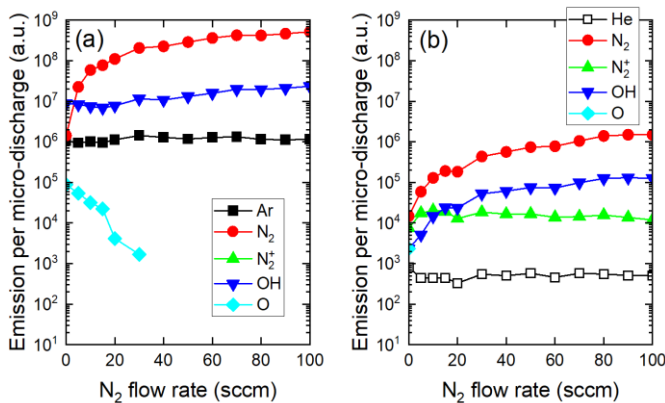 (a)
Emission per micro-discharge (a.u.)
10⁹
10⁸
10⁷
10⁶
10⁵
10⁴
10³
10²
10¹
Ar
N₂
N₂⁺
OH
O
0 20 40 60 80 100
N₂ flow rate (sccm)
(b)
Emission per micro-discharge (a.u.)
10⁹
10⁸
10⁷
10⁶
10⁵
10⁴
10³
10²
10¹
He
N₂
N₂⁺
OH
O
0 20 40 60 80 100
N₂ flow rate (sccm)